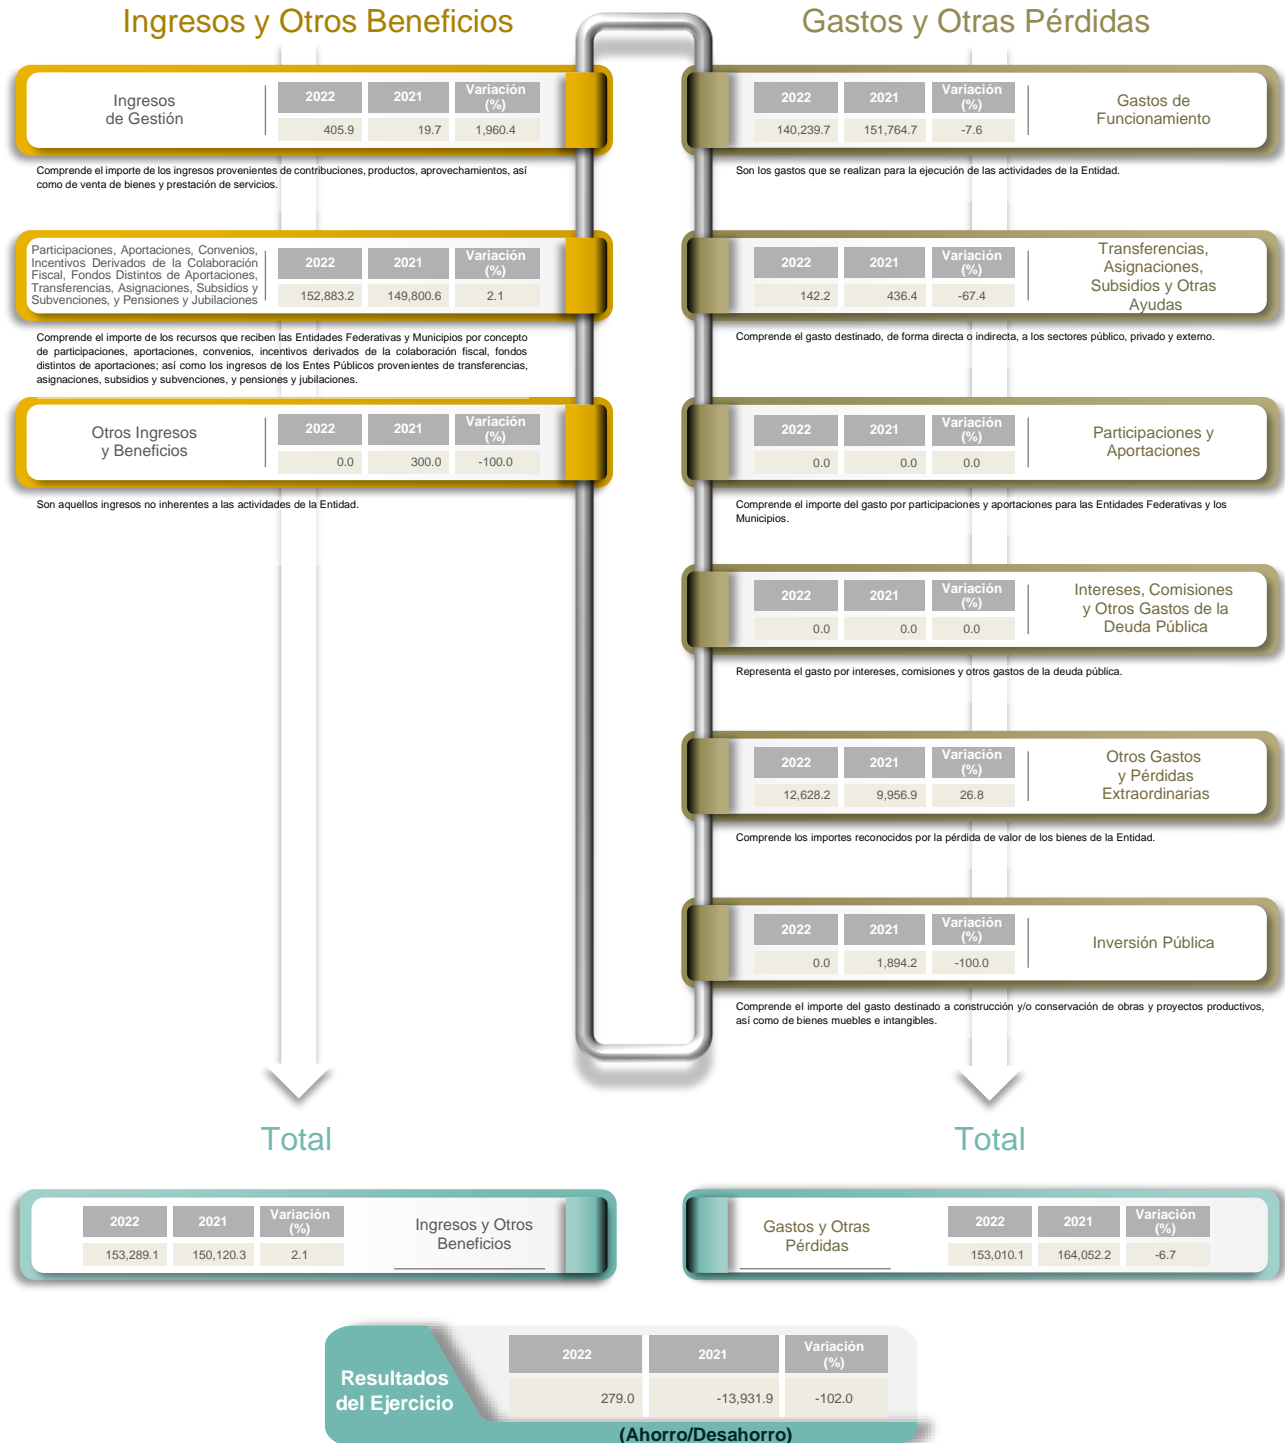 Ingresos y Otros Beneficios
Ingresos
de Gestión
2022 2021 Variación (%)
405.9 19.7 1,960.4
Comprende el importe de los ingresos provenientes de contribuciones, productos, aprovechamientos, así
como de venta de bienes y prestación de servicios.
Participaciones, Aportaciones, Convenios,
Incentivos Derivados de la Colaboración
Fiscal, Fondos Distintos de Aportaciones,
Transferencias, Asignaciones, Subsidios y
Subvenciones, y Pensiones y Jubilaciones
2022 2021 Variación (%)
152,883.2 149,800.6 2.1
Comprende el importe de los recursos que reciben las Entidades Federativas y Municipios por concepto
de participaciones, aportaciones, convenios, incentivos derivados de la colaboración fiscal, fondos
distintos de aportaciones; así como los ingresos de los Entes Públicos provenientes de transferencias,
asignaciones, subsidios y subvenciones, y pensiones y jubilaciones.
Otros Ingresos
y Beneficios
2022 2021 Variación (%)
0.0 300.0 -100.0
Son aquellos ingresos no inherentes a las actividades de la Entidad.
Gastos y Otras Pérdidas
2022 2021 Variación (%)
140,239.7 151,764.7 -7.6
Gastos de
Funcionamiento
Son los gastos que se realizan para la ejecución de las actividades de la Entidad.
2022 2021 Variación (%)
142.2 436.4 -67.4
Transferencias,
Asignaciones,
Subsidios y Otras
Ayudas
Comprende el gasto destinado, de forma directa o indirecta, a los sectores público, privado y externo.
2022 2021 Variación (%)
0.0 0.0 0.0
Participaciones y
Aportaciones
Comprende el importe del gasto por participaciones y aportaciones para las Entidades Federativas y los
Municipios.
2022 2021 Variación (%)
0.0 0.0 0.0
Intereses, Comisiones
y Otros Gastos de la
Deuda Pública
Representa el gasto por intereses, comisiones y otros gastos de la deuda pública.
2022 2021 Variación (%)
12,628.2 9,956.9 26.8
Otros Gastos
y Pérdidas
Extraordinarias
Comprende los importes reconocidos por la pérdida de valor de los bienes de la Entidad.
2022 2021 Variación (%)
0.0 1,894.2 -100.0
Inversión Pública
Comprende el importe del gasto destinado a construcción y/o conservación de obras y proyectos productivos,
así como de bienes muebles e intangibles.
Total
2022 2021 Variación (%)
153,289.1 150,120.3 2.1
Ingresos y Otros
Beneficios
Total
Gastos y Otras
Pérdidas
2022 2021 Variación (%)
153,010.1 164,052.2 -6.7
Resultados
del Ejercicio
2022 2021 Variación (%)
279.0 -13,931.9 -102.0
(Ahorro/Desahorro)